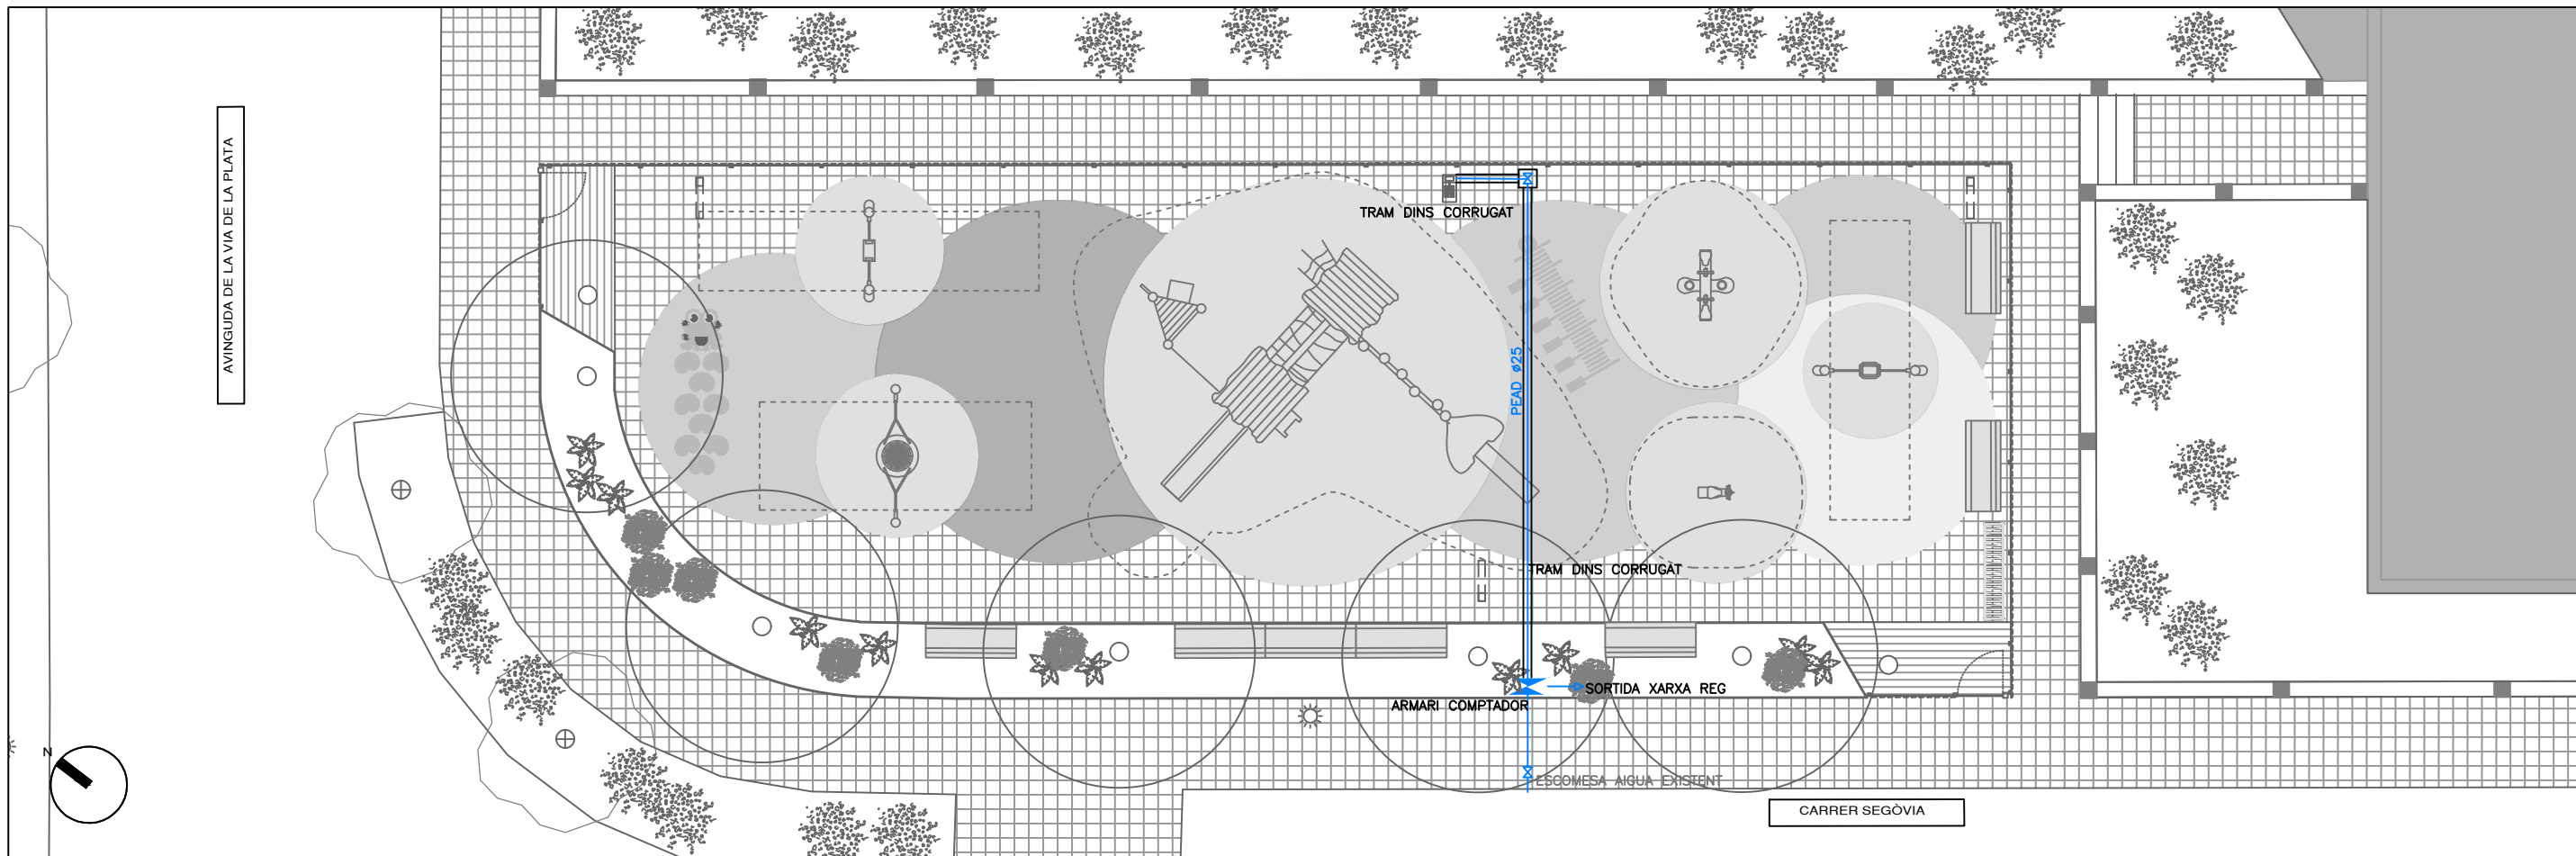 AVINGUDA DE LA VIA DE LA PLATA
TRAM DINS CORRUGAT
PEAD ø25
TRAM DINS CORRUGAT
SORTIDA XARXA REG
ARMARI COMPTADOR
N
ESCOMESA AIGUA EXISTENT
CARRER SEGÒVIA